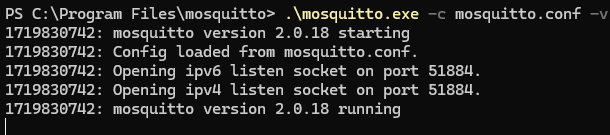 PS C:\Program Files\mosquitto> .\mosquitto.exe -c mosquitto.conf -v
1719830742: mosquitto version 2.0.18 starting
1719830742: Config loaded from mosquitto.conf.
1719830742: Opening ipv6 listen socket on port 51884.
1719830742: Opening ipv4 listen socket on port 51884.
1719830742: mosquitto version 2.0.18 running